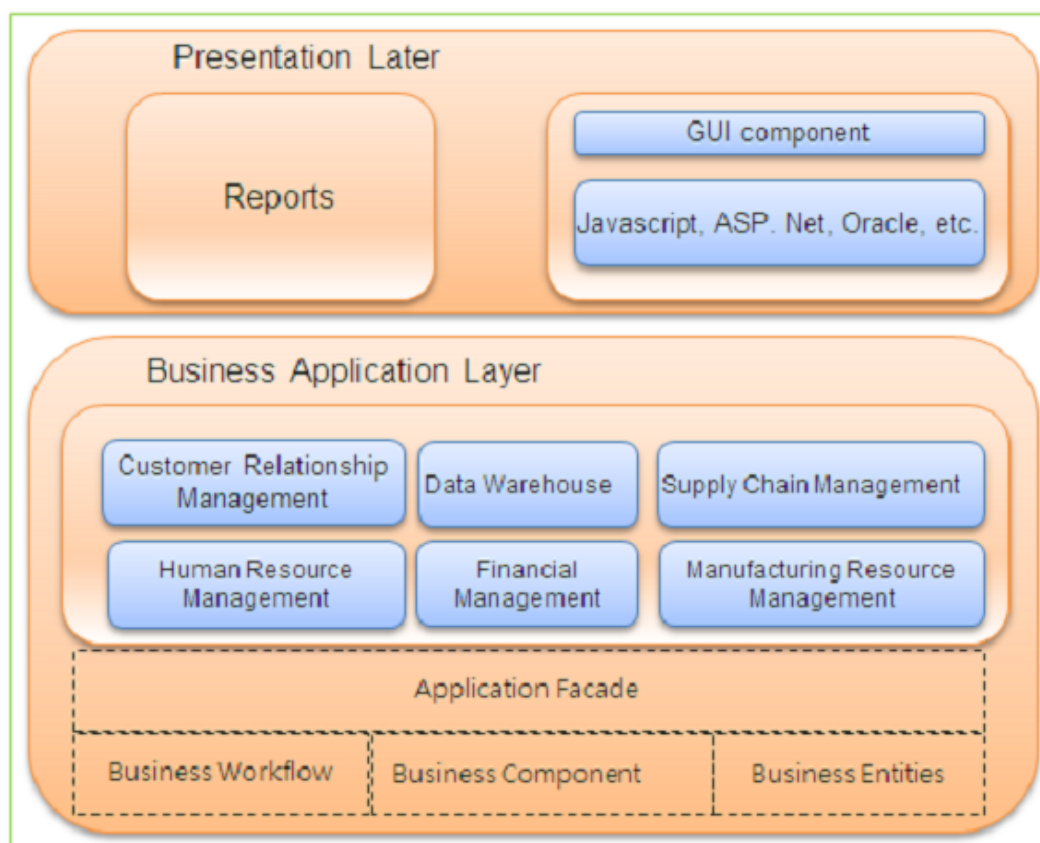 Presentation Later
Reports
GUI component
Javascript, ASP. Net, Oracle, etc.
Business Application Layer
Customer Relationship
Management
Data Warehouse
Supply Chain Management
Human Resource
Management
Financial
Management
Manufacturing Resource
Management
Application Facade
Business Workflow
Business Component
Business Entities